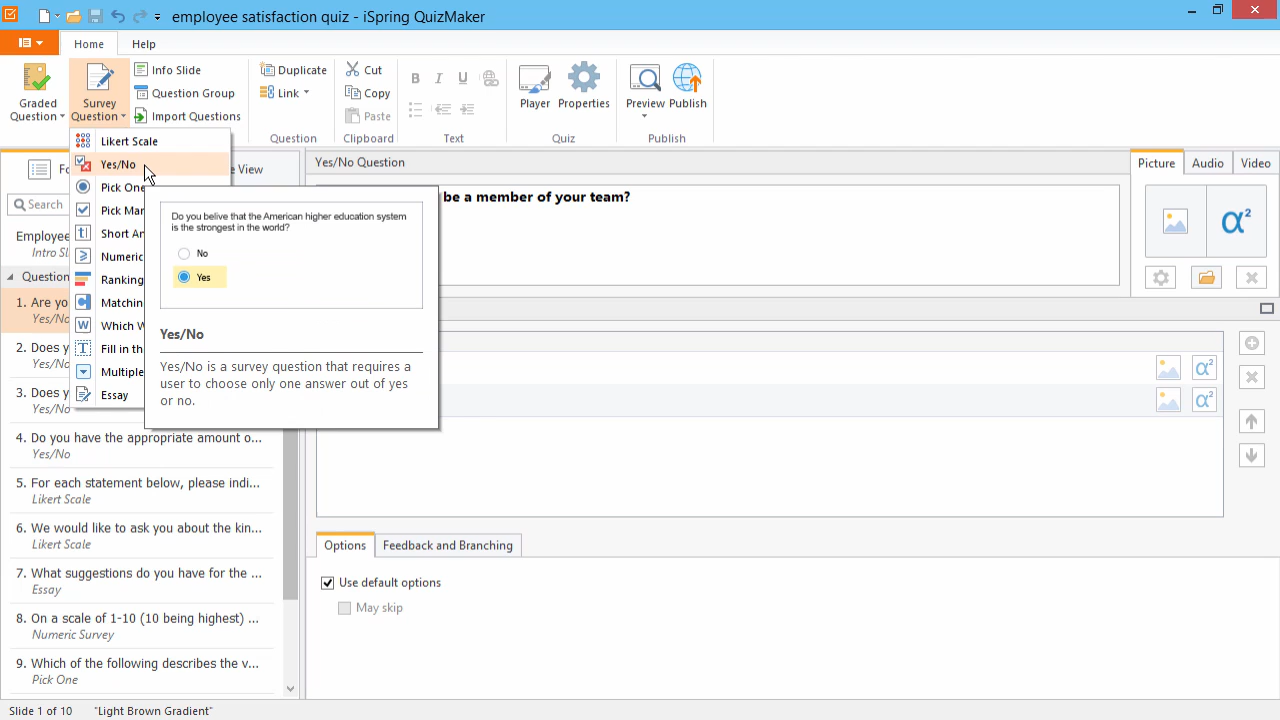 employee satisfaction quiz - iSpring QuizMaker
Home
Help
Graded
Question
Survey
Question
Info Slide
Question Group
Import Questions
Duplicate
Link
Question
Cut
Copy
Paste
Clipboard
B I U
Text
Player
Properties
Quiz
Preview
Publish
Publish
Likert Scale
Yes/No
Pick One
Pick Mar
Short An
Numeric
Ranking
Matchin
Which W
Fill in th
Multiple
Essay
Fo
e View
Search
Employee
Intro Sl
Question
1. Are yo
Yes/No
2. Does y
Yes/No
3. Does y
Yes/No
4. Do you have the appropriate amount o...
Yes/No
5. For each statement below, please indi...
Likert Scale
6. We would like to ask you about the kin...
Likert Scale
7. What suggestions do you have for the ...
Essay
8. On a scale of 1-10 (10 being highest) ...
Numeric Survey
9. Which of the following describes the v...
Pick One
Do you belive that the American higher education system
is the strongest in the world?
No
Yes
Yes/No
Yes/No is a survey question that requires a
user to choose only one answer out of yes
or no.
Yes/No Question
be a member of your team?
Picture
Audio
Video
α²
α²
α²
Options
Feedback and Branching
Use default options
May skip
Slide 1 of 10
"Light Brown Gradient"